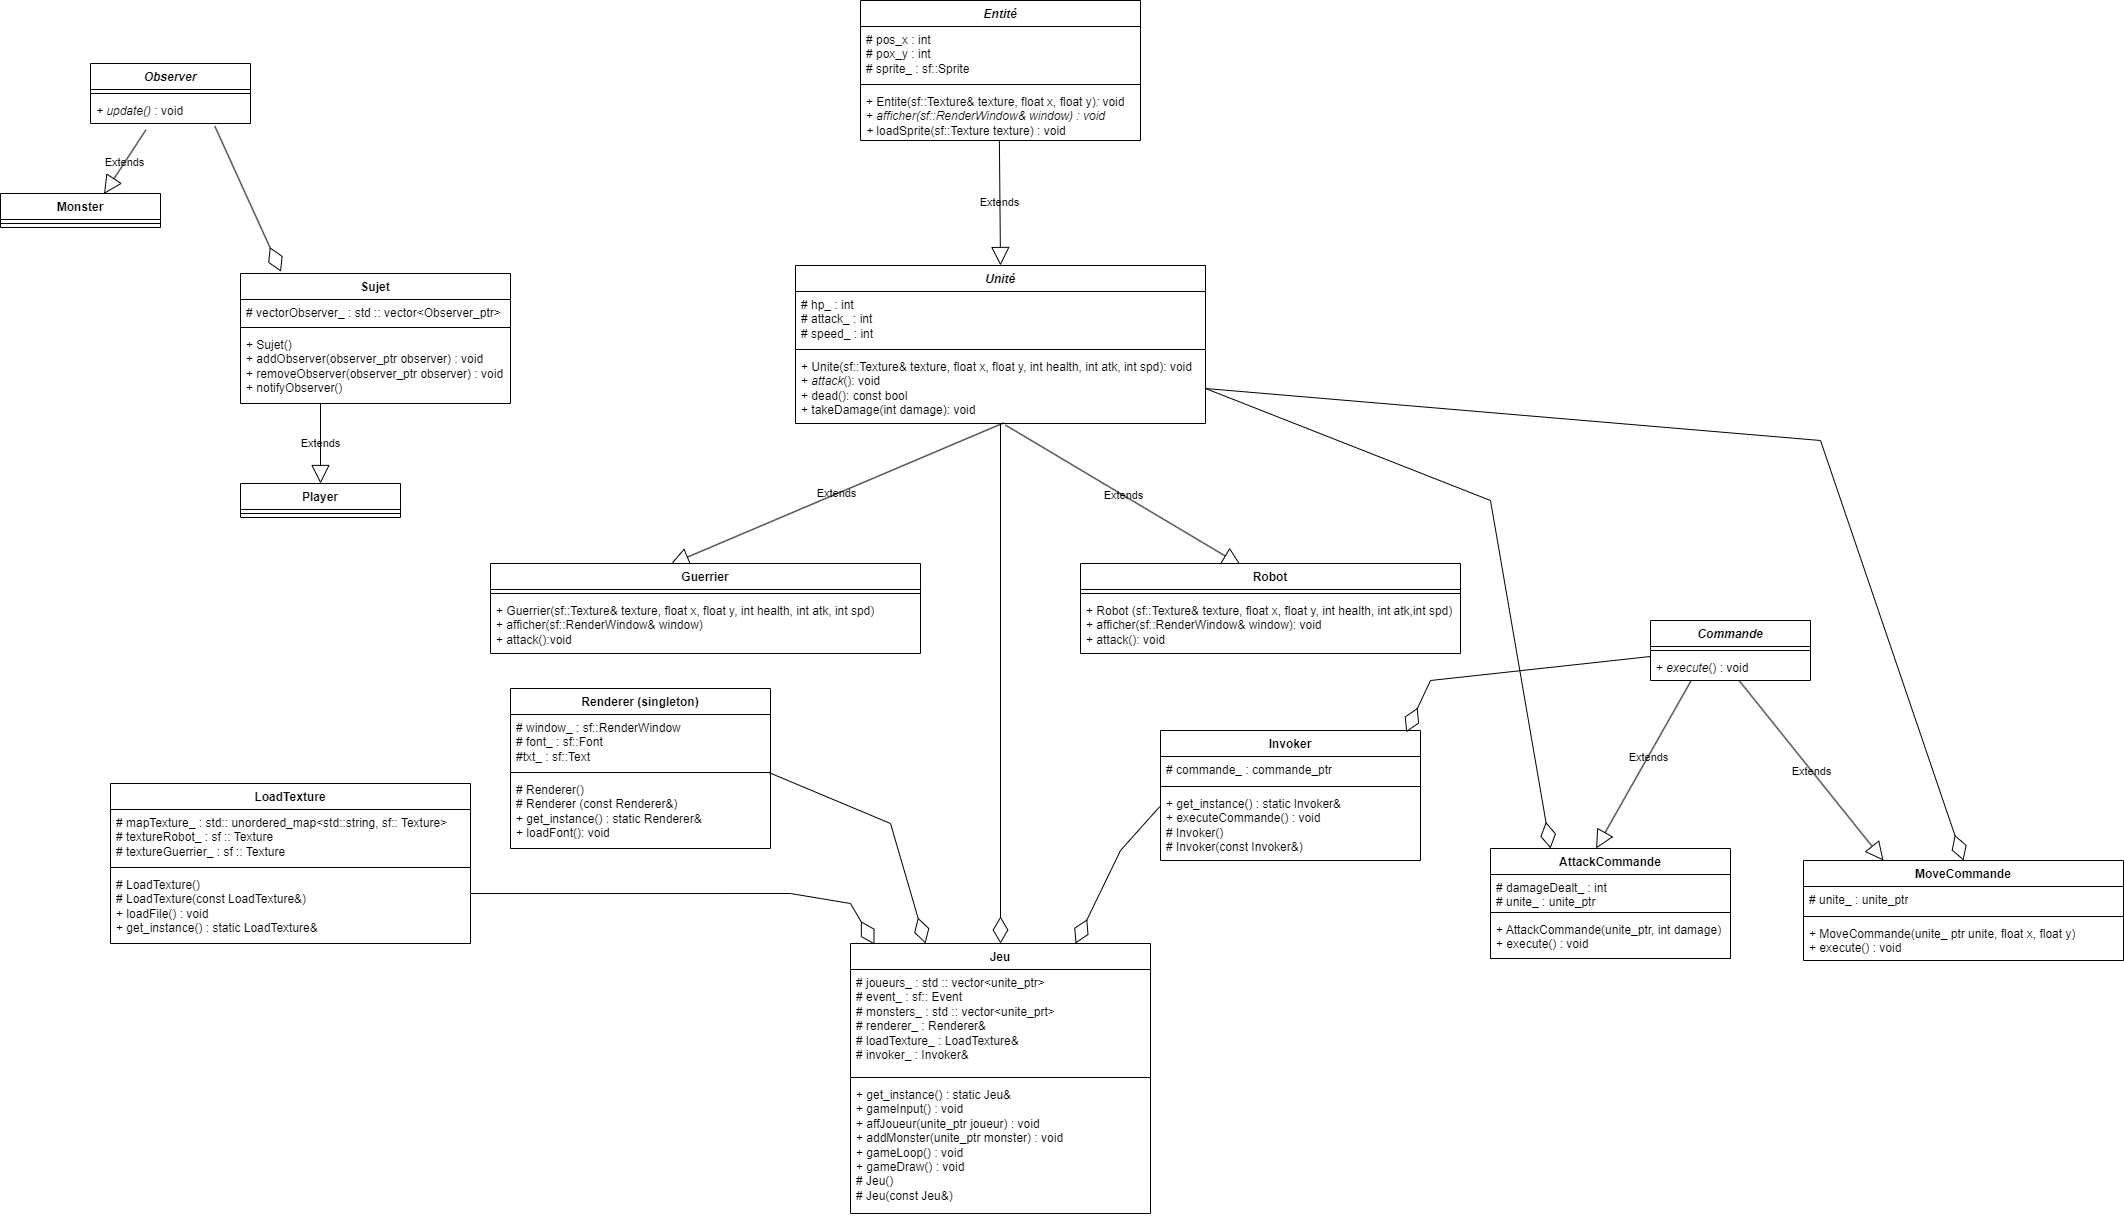 Entité
# pos_x : int
# pox_y : int
# sprite_ : sf::Sprite
+ Entite(sf::Texture& texture, float x, float y): void
+ afficher(sf::RenderWindow& window) : void
+ loadSprite(sf::Texture texture) : void
Observer
+ update() : void
Extends
Monster
Extends
Sujet
# vectorObserver_ : std :: vector<Observer_ptr>
+ Sujet()
+ addObserver(observer_ptr observer) : void
+ removeObserver(observer_ptr observer) : void
+ notifyObserver()
Extends
Player
Unité
# hp_ : int
# attack_ : int
# speed_ : int
+ Unite(sf::Texture& texture, float x, float y, int health, int atk, int spd): void
+ attack(): void
+ dead(): const bool
+ takeDamage(int damage): void
Extends
Extends
Guerrier
+ Guerrier(sf::Texture& texture, float x, float y, int health, int atk, int spd)
+ afficher(sf::RenderWindow& window)
+ attack():void
Robot
+ Robot (sf::Texture& texture, float x, float y, int health, int atk,int spd)
+ afficher(sf::RenderWindow& window): void
+ attack(): void
Commande
+ execute() : void
Renderer (singleton)
# window_ : sf::RenderWindow
# font_ : sf::Font
#txt_ : sf::Text
# Renderer()
# Renderer (const Renderer&)
+ get_instance() : static Renderer&
+ loadFont(): void
Invoker
# commande_ : commande_ptr
+ get_instance() : static Invoker&
+ executeCommande() : void
# Invoker()
# Invoker(const Invoker&)
Extends
Extends
LoadTexture
# mapTexture_ : std:: unordered_map<std::string, sf:: Texture>
# textureRobot_ : sf :: Texture
# textureGuerrier_ : sf :: Texture
# LoadTexture()
# LoadTexture(const LoadTexture&)
+ loadFile() : void
+ get_instance() : static LoadTexture&
AttackCommande
# damageDealt_ : int
# unite_ : unite_ptr
+ AttackCommande(unite_ptr, int damage)
+ execute() : void
MoveCommande
# unite_ : unite_ptr
+ MoveCommande(unite_ ptr unite, float x, float y)
+ execute() : void
Jeu
# joueurs_ : std :: vector<unite_ptr>
# event_ : sf:: Event
# monsters_ : std :: vector<unite_prt>
# renderer_ : Renderer&
# loadTexture_ : LoadTexture&
# invoker_ : Invoker&
+ get_instance() : static Jeu&
+ gameInput() : void
+ affJoueur(unite_ptr joueur) : void
+ addMonster(unite_ptr monster) : void
+ gameLoop() : void
+ gameDraw() : void
# Jeu()
# Jeu(const Jeu&)